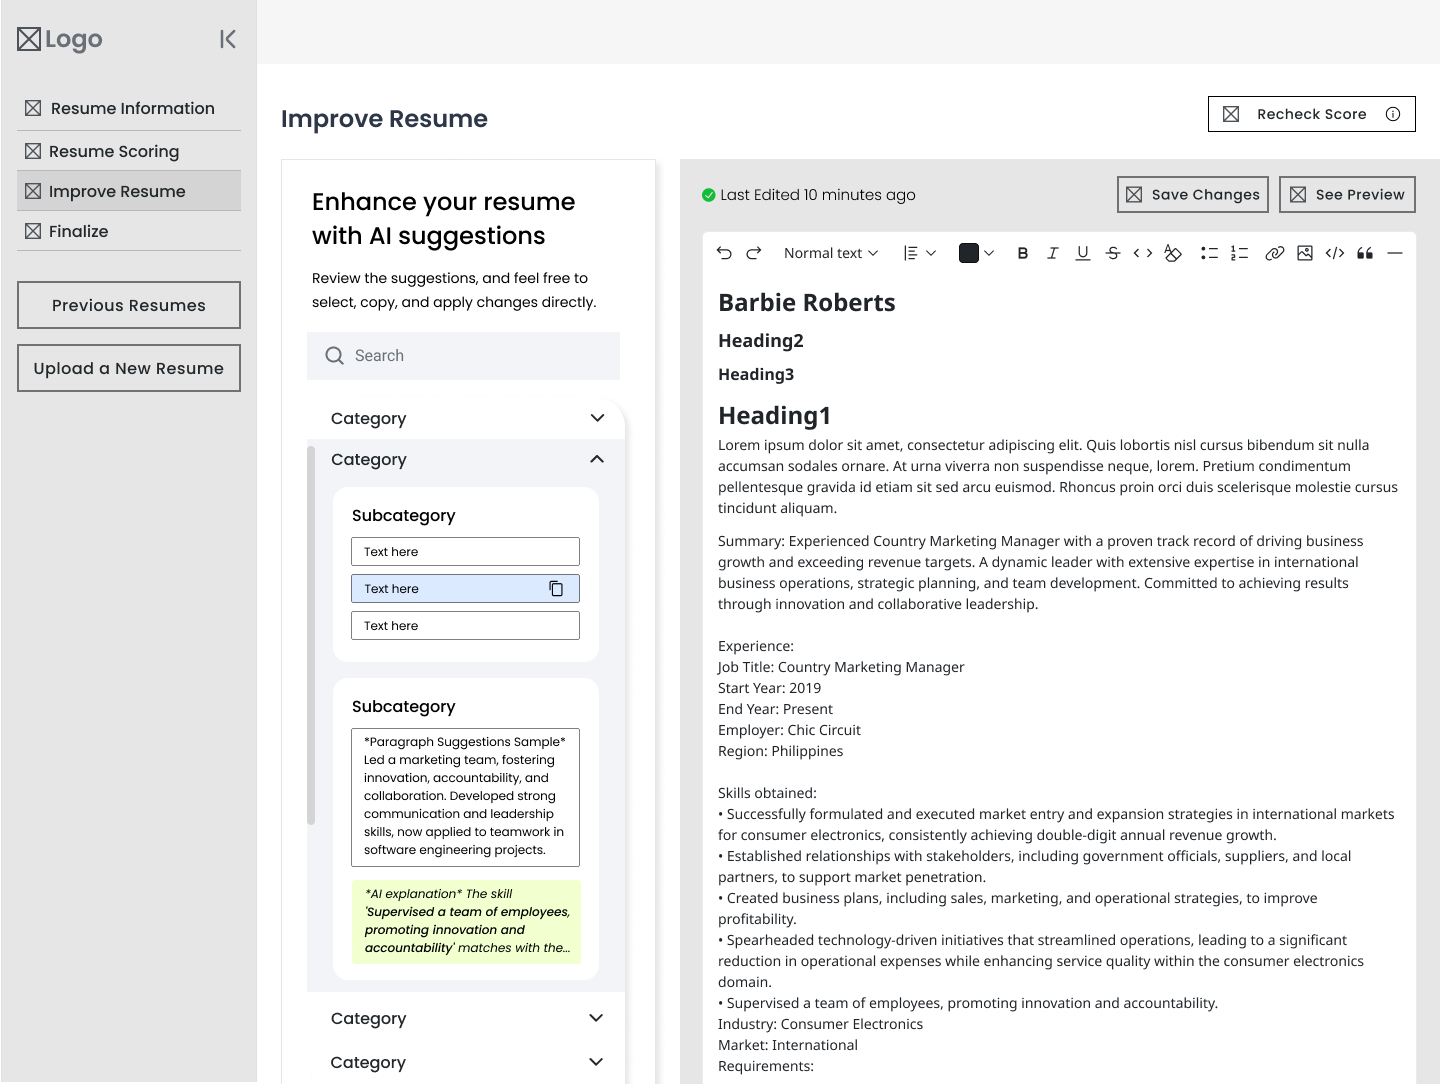 Logo
Resume Information
Resume Scoring
Improve Resume
Finalize
Previous Resumes
Upload a New Resume
Improve Resume
Recheck Score
Enhance your resume
with AI suggestions
Review the suggestions, and feel free to
select, copy, and apply changes directly.
Search
Category
Category
Subcategory
Text here
Text here
Text here
Subcategory
*Paragraph Suggestions Sample*
Led a marketing team, fostering
innovation, accountability, and
collaboration. Developed strong
communication and leadership
skills, now applied to teamwork in
software engineering projects.
*AI explanation* The skill
'Supervised a team of employees,
promoting innovation and
accountability' matches with the...
Category
Category
Last Edited 10 minutes ago
Save Changes
See Preview
Normal text
Barbie Roberts
Heading2
Heading3
Heading1
Lorem ipsum dolor sit amet, consectetur adipiscing elit. Quis lobortis nisl cursus bibendum sit nulla
accumsan sodales ornare. At urna viverra non suspendisse neque, lorem. Pretium condimentum
pellentesque gravida id etiam sit sed arcu euismod. Rhoncus proin orci duis scelerisque molestie cursus
tincidunt aliquam.
Summary: Experienced Country Marketing Manager with a proven track record of driving business
growth and exceeding revenue targets. A dynamic leader with extensive expertise in international
business operations, strategic planning, and team development. Committed to achieving results
through innovation and collaborative leadership.
Experience:
Job Title: Country Marketing Manager
Start Year: 2019
End Year: Present
Employer: Chic Circuit
Region: Philippines
Skills obtained:
• Successfully formulated and executed market entry and expansion strategies in international markets
for consumer electronics, consistently achieving double-digit annual revenue growth.
• Established relationships with stakeholders, including government officials, suppliers, and local
partners, to support market penetration.
• Created business plans, including sales, marketing, and operational strategies, to improve
profitability.
• Spearheaded technology-driven initiatives that streamlined operations, leading to a significant
reduction in operational expenses while enhancing service quality within the consumer electronics
domain.
• Supervised a team of employees, promoting innovation and accountability.
Industry: Consumer Electronics
Market: International
Requirements: